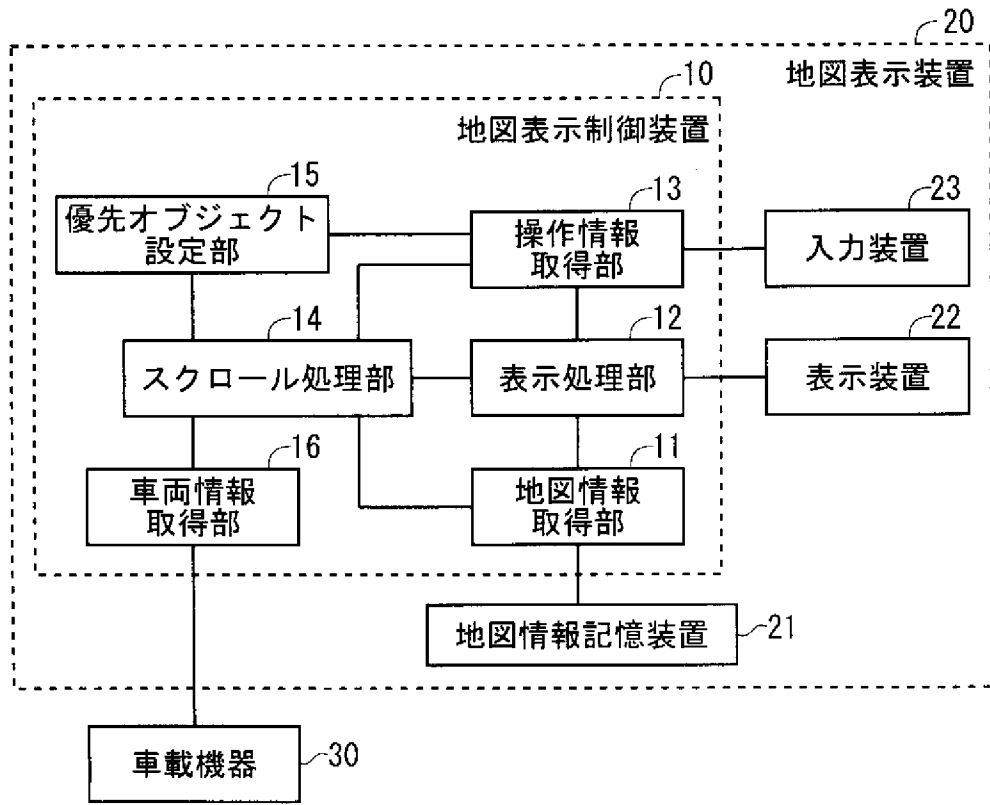 20
地図表示装置
10
地図表示制御装置
15
優先オブジェクト
設定部
13
操作情報
取得部
23
入力装置
14
スクロール処理部
12
表示処理部
22
表示装置
16
車両情報
取得部
11
地図情報
取得部
地図情報記憶装置
21
車載機器
30